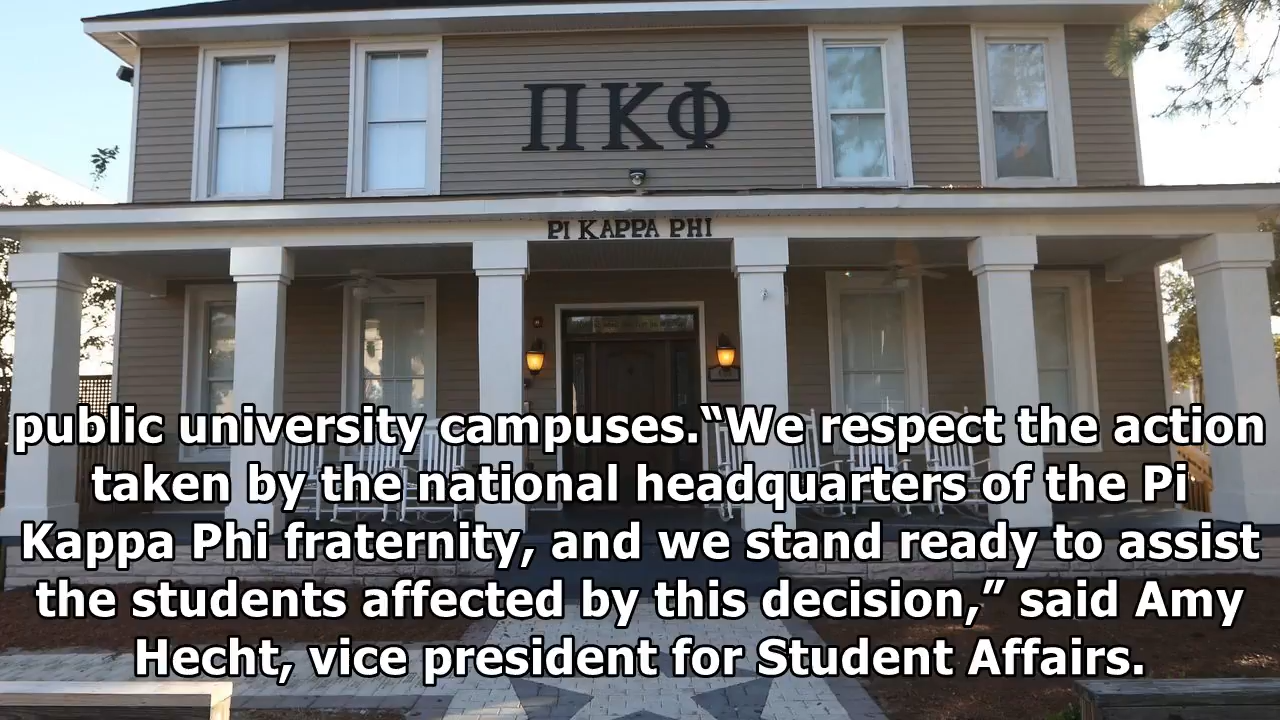 ΠΚΦ
PI KAPPA PHI
public university campuses.“We respect the action
taken by the national headquarters of the Pi
Kappa Phi fraternity, and we stand ready to assist
the students affected by this decision,” said Amy
Hecht, vice president for Student Affairs.